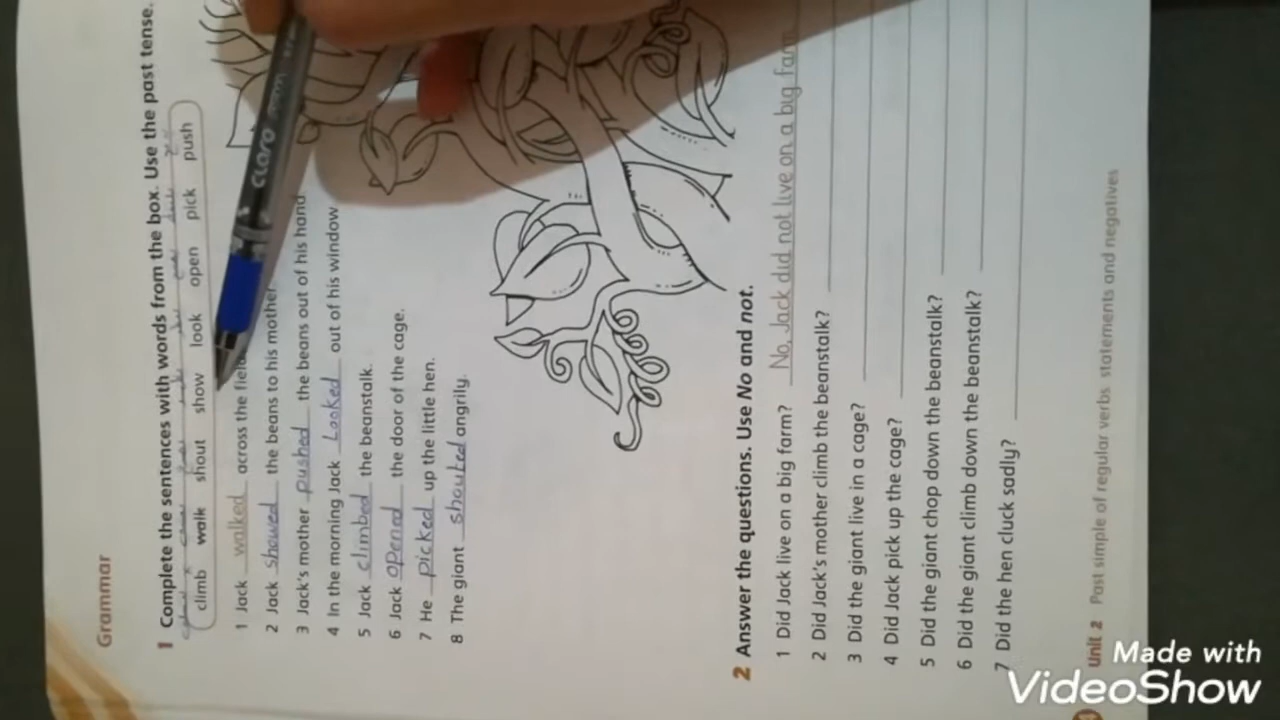 Grammar
1 Complete the sentences with words from the box. Use the past tense.
climb walk shout show look open pick push
1 Jack walked across the field
2 Jack showed the beans to his mother
3 Jack's mother pushed the beans out of his hand
4 In the morning Jack Looked out of his window
5 Jack climbed the beanstalk.
6 Jack opened the door of the cage.
7 He picked up the little hen.
8 The giant shouted angrily.
2 Answer the questions. Use No and not.
1 Did Jack live on a big farm? No, Jack did not live on a big farm
2 Did Jack's mother climb the beanstalk?
3 Did the giant live in a cage?
4 Did Jack pick up the cage?
5 Did the giant chop down the beanstalk?
6 Did the giant climb down the beanstalk?
7 Did the hen cluck sadly?
Unit 2 Past simple of regular verbs statements and negatives
CLARO
Made with
VideoShow